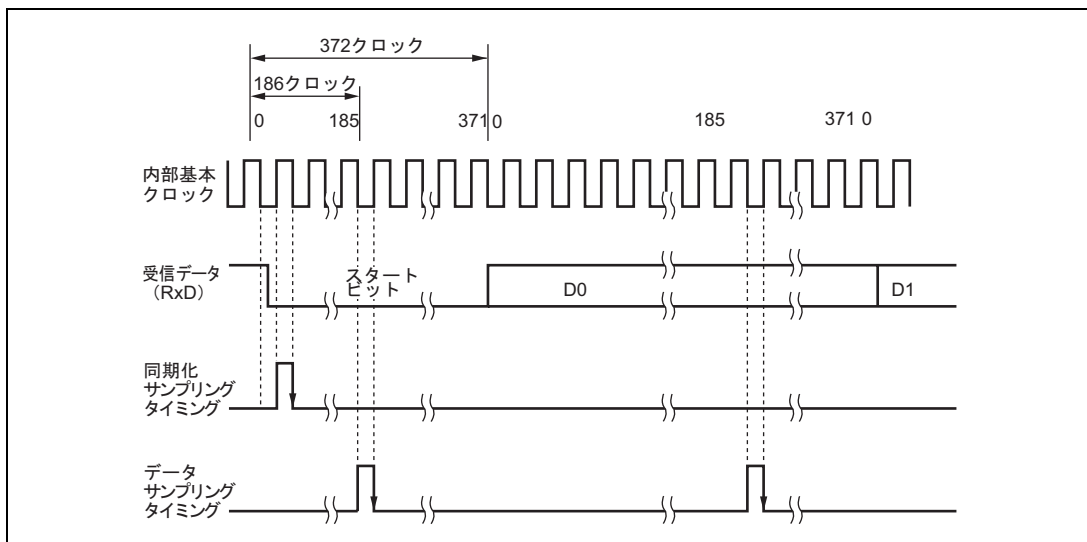 372クロック
186クロック
0 185 371 0 185 371 0
内部基本
クロック
受信データ
(RxD)
スタート
ビット
D0
D1
同期化
サンプリング
タイミング
データ
サンプリング
タイミング